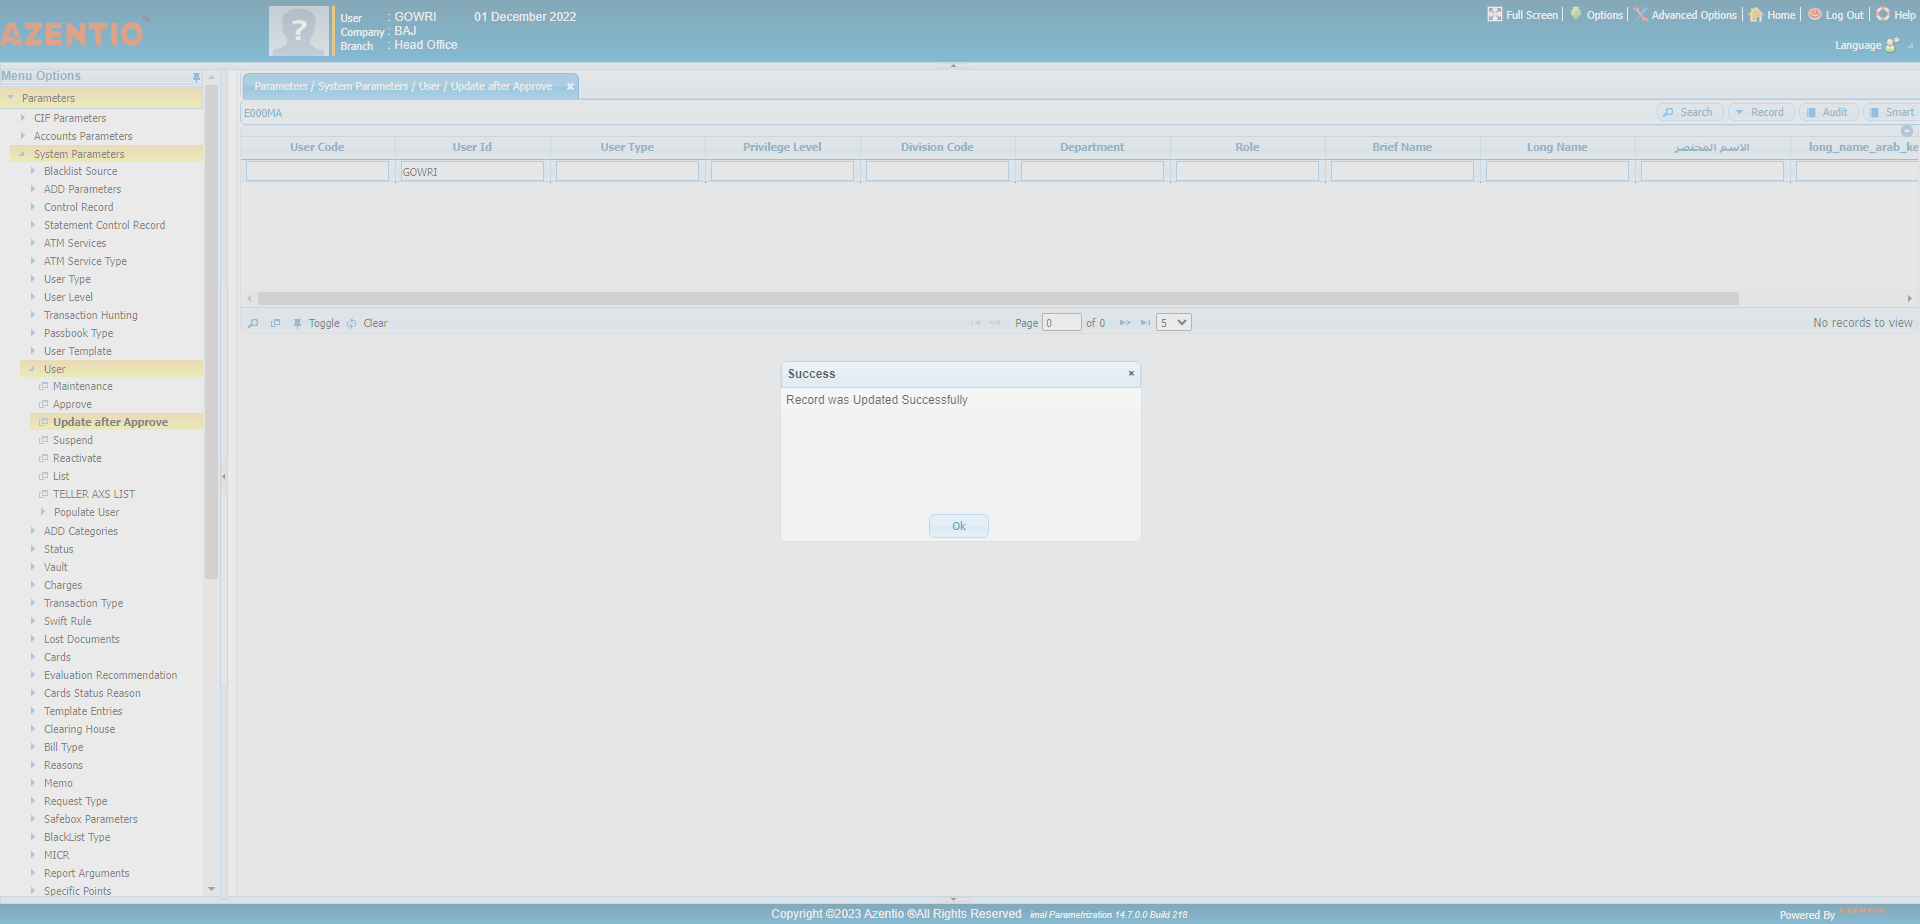 AZENTIO™
User : GOWRI 01 December 2022
Company : BAJ
Branch : Head Office
Full Screen Options Advanced Options Home Log Out Help
Language
Menu Options
Parameters
CIF Parameters
Accounts Parameters
System Parameters
Blacklist Source
ADD Parameters
Control Record
Statement Control Record
ATM Services
ATM Service Type
User Type
User Level
Transaction Hunting
Passbook Type
User Template
User
Maintenance
Approve
Update after Approve
Suspend
Reactivate
List
TELLER AXS LIST
Populate User
ADD Categories
Status
Vault
Charges
Transaction Type
Swift Rule
Lost Documents
Cards
Evaluation Recommendation
Cards Status Reason
Template Entries
Clearing House
Bill Type
Reasons
Memo
Request Type
Safebox Parameters
BlackList Type
MICR
Report Arguments
Specific Points
Parameters / System Parameters / User / Update after Approve
E000MA
Search Record Audit Smart
User Code User Id User Type Privilege Level Division Code Department Role Brief Name Long Name الاسم المختصر long_name_arab_ke
GOWRI
Toggle Clear Page 0 of 0 5 No records to view
Success
Record was Updated Successfully
Ok
Copyright ©2023 Azentio ®All Rights Reserved imal Parametrization 14.7.0.0 Build 218
Powered By AZENTIO